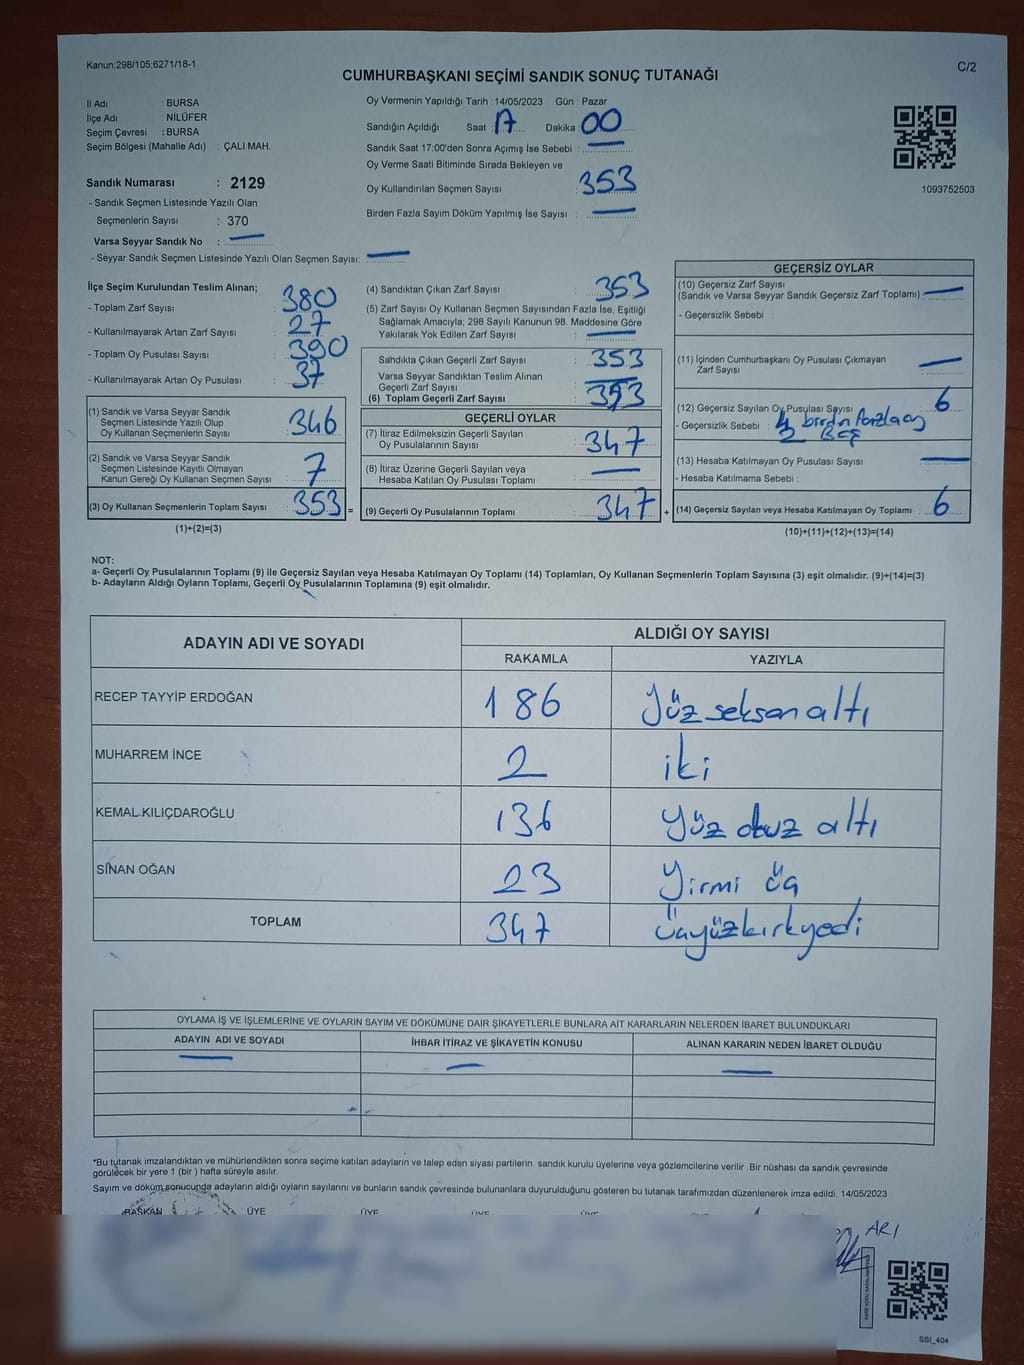 Kanun;298/105;6271/18-1
C/2
CUMHURBAŞKANI SEÇİMİ SANDIK SONUÇ TUTANAĞI
İl Adı : BURSA
İlçe Adı : NİLÜFER
Seçim Çevresi : BURSA
Seçim Bölgesi (Mahalle Adı) : ÇALI MAH.
Sandık Numarası : 2129
- Sandık Seçmen Listesinde Yazılı Olan
Seçmenlerin Sayısı : 370
Varsa Seyyar Sandık No :
- Seyyar Sandık Seçmen Listesinde Yazılı Olan Seçmen Sayısı:
Oy Vermenin Yapıldığı Tarih : 14/05/2023 Gün : Pazar
Sandığın Açıldığı Saat : 17 Dakika : 00
Sandık Saat 17:00'den Sonra Açımış İse Sebebi :
Oy Verme Saati Bitiminde Sırada Bekleyen ve
Oy Kullandırılan Seçmen Sayısı : 353
Birden Fazla Sayım Döküm Yapılmış İse Sayısı :
1093752503
İlçe Seçim Kurulundan Teslim Alınan;
- Toplam Zarf Sayısı : 380
- Kullanılmayarak Artan Zarf Sayısı : 27
- Toplam Oy Pusulası Sayısı : 390
- Kullanılmayarak Artan Oy Pusulası : 37
(1) Sandık ve Varsa Seyyar Sandık
Seçmen Listesinde Yazılı Olup
Oy Kullanan Seçmenlerin Sayısı : 346
(2) Sandık ve Varsa Seyyar Sandık
Seçmen Listesinde Kayıtlı Olmayan
Kanun Gereği Oy Kullanan Seçmen Sayısı : 7
(3) Oy Kullanan Seçmenlerin Toplam Sayısı : 353 =
(1)+(2)=(3)
(4) Sandıktan Çıkan Zarf Sayısı : 353
(5) Zarf Sayısı Oy Kullanan Seçmen Sayısından Fazla İse, Eşitliği
Sağlamak Amacıyla; 298 Sayılı Kanunun 98. Maddesine Göre
Yakılarak Yok Edilen Zarf Sayısı :
Sandıkta Çıkan Geçerli Zarf Sayısı : 353
Varsa Seyyar Sandıktan Teslim Alınan
Geçerli Zarf Sayısı :
(6) Toplam Geçerli Zarf Sayısı : 353
GEÇERLİ OYLAR
(7) İtiraz Edilmeksizin Geçerli Sayılan
Oy Pusulasının Sayısı : 347
(8) İtiraz Üzerine Geçerli Sayılan veya
Hesaba Katılan Oy Pusulası Toplamı :
(9) Geçerli Oy Pusulalarının Toplamı : 347 +
GEÇERSİZ OYLAR
(10) Geçersiz Zarf Sayısı
(Sandık ve Varsa Seyyar Sandık Geçersiz Zarf Toplamı) :
- Geçersizlik Sebebi :
(11) İçinden Cumhurbaşkanı Oy Pusulası Çıkmayan
Zarf Sayısı :
(12) Geçersiz Sayılan Oy Pusulası Sayısı : 6
- Geçersizlik Sebebi : 4 birden fazla oy
2 Boş
(13) Hesaba Katılmayan Oy Pusulası Sayısı :
- Hesaba Katılmama Sebebi :
(14) Geçersiz Sayılan veya Hesaba Katılmayan Oy Toplamı : 6
(10)+(11)+(12)+(13)=(14)
NOT:
a- Geçerli Oy Pusulalarının Toplamı (9) ile Geçersiz Sayılan veya Hesaba Katılmayan Oy Toplamı (14) Toplamları, Oy Kullanan Seçmenlerin Toplam Sayısına (3) eşit olmalıdır. (9)+(14)=(3)
b- Adayların Aldığı Oyların Toplamı, Geçerli Oy Pusulalarının Toplamına (9) eşit olmalıdır.
ADAYIN ADI VE SOYADI
ALDIĞI OY SAYISI
RAKAMLA YAZIYLA
RECEP TAYYİP ERDOĞAN 186 Yüz seksen altı
MUHARREM İNCE 2 iki
KEMAL KILIÇDAROĞLU 136 Yüz otuz altı
SİNAN OĞAN 23 Yirmi üç
TOPLAM 347 Üçyüzkırkyedi
OYLAMA İŞ VE İŞLEMLERİNE VE OYLARIN SAYIM VE DÖKÜMÜNE DAİR ŞİKAYETLERLE BUNLARA AİT KARARLARIN NELERDEN İBARET BULUNDUKLARI
ADAYIN ADI VE SOYADI İHBAR İTİRAZ VE ŞİKAYETİN KONUSU ALINAN KARARIN NEDEN İBARET OLDUĞU
*Bu tutanak imzalandıktan ve mühürlendikten sonra seçime katılan adayların ve talep eden siyasi partilerin sandık kurulu üyelerine veya gözlemcilerine verilir. Bir nüshası da sandık çevresinde
görülecek bir yere 1 (bir) hafta süreyle asılır.
Sayım ve döküm sonucunda adayların aldığı oyların sayılarını ve bunların sandık çevresinde bulunanlara duyurulduğunu gösteren bu tutanak tarafımızdan düzenlenerek imza edildi. 14/05/2023
BAŞKAN ÜYE ÜYE ÜYE ÜYE
ARI
SSİ_404